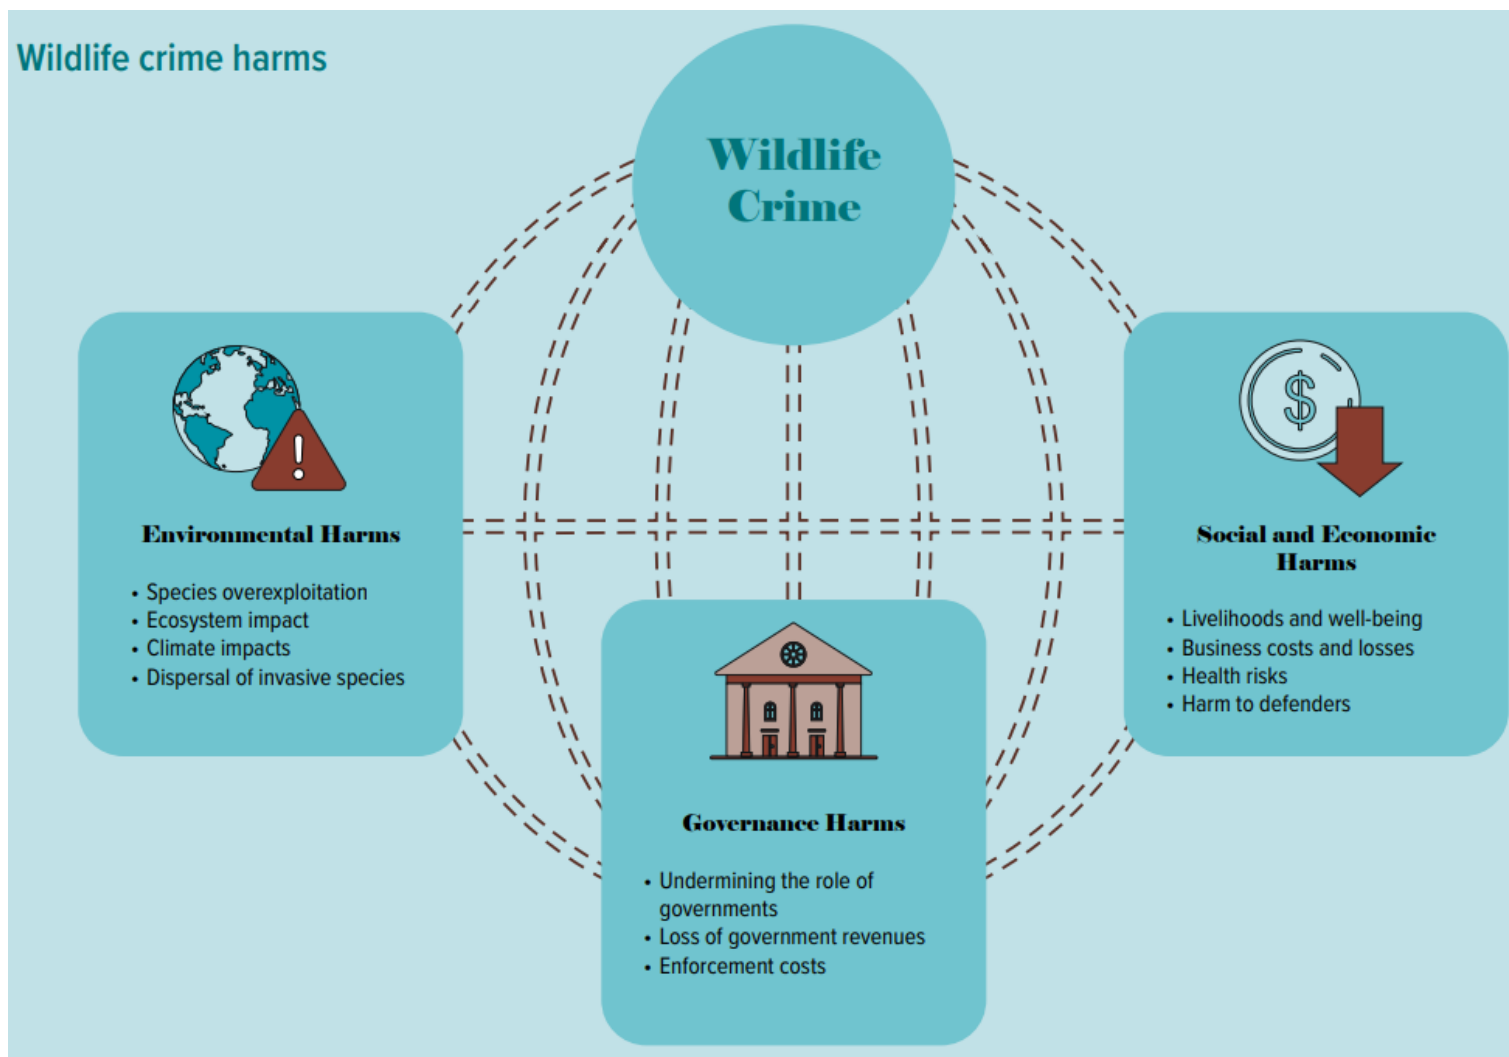 Wildlife crime harms
Wildlife
Crime
Environmental Harms
• Species overexploitation
• Ecosystem impact
• Climate impacts
• Dispersal of invasive species
$
Social and Economic
Harms
• Livelihoods and well-being
• Business costs and losses
• Health risks
• Harm to defenders
Governance Harms
• Undermining the role of
governments
• Loss of government revenues
• Enforcement costs